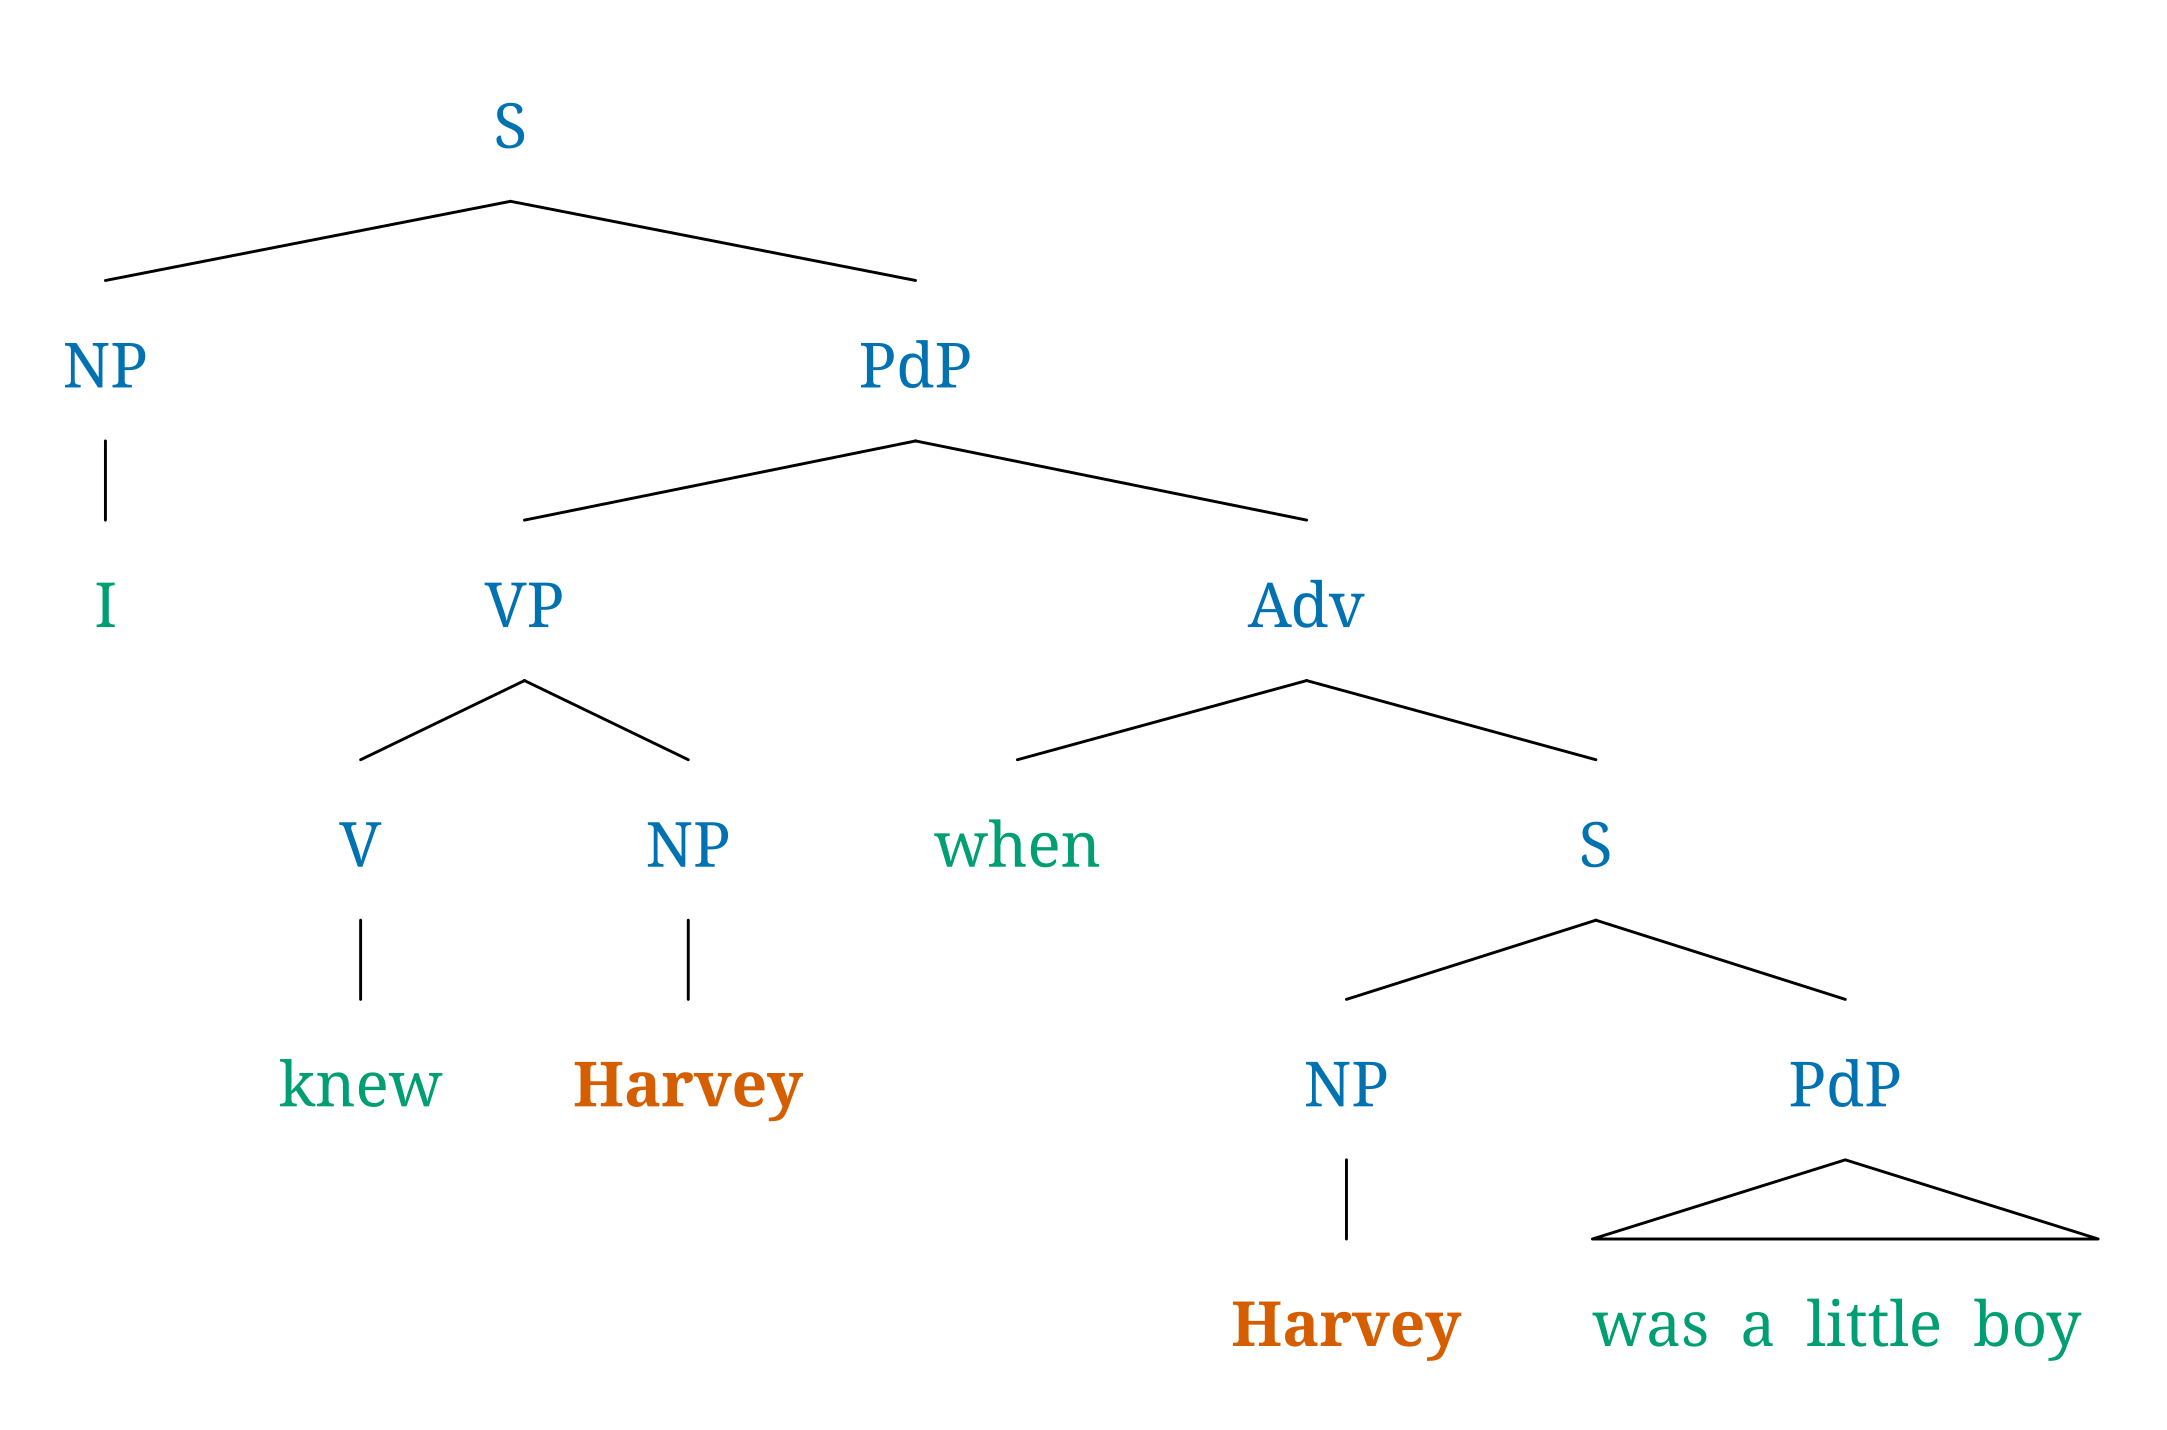 S
NP PdP
I VP Adv
V NP when S
knew Harvey NP PdP
Harvey was a little boy